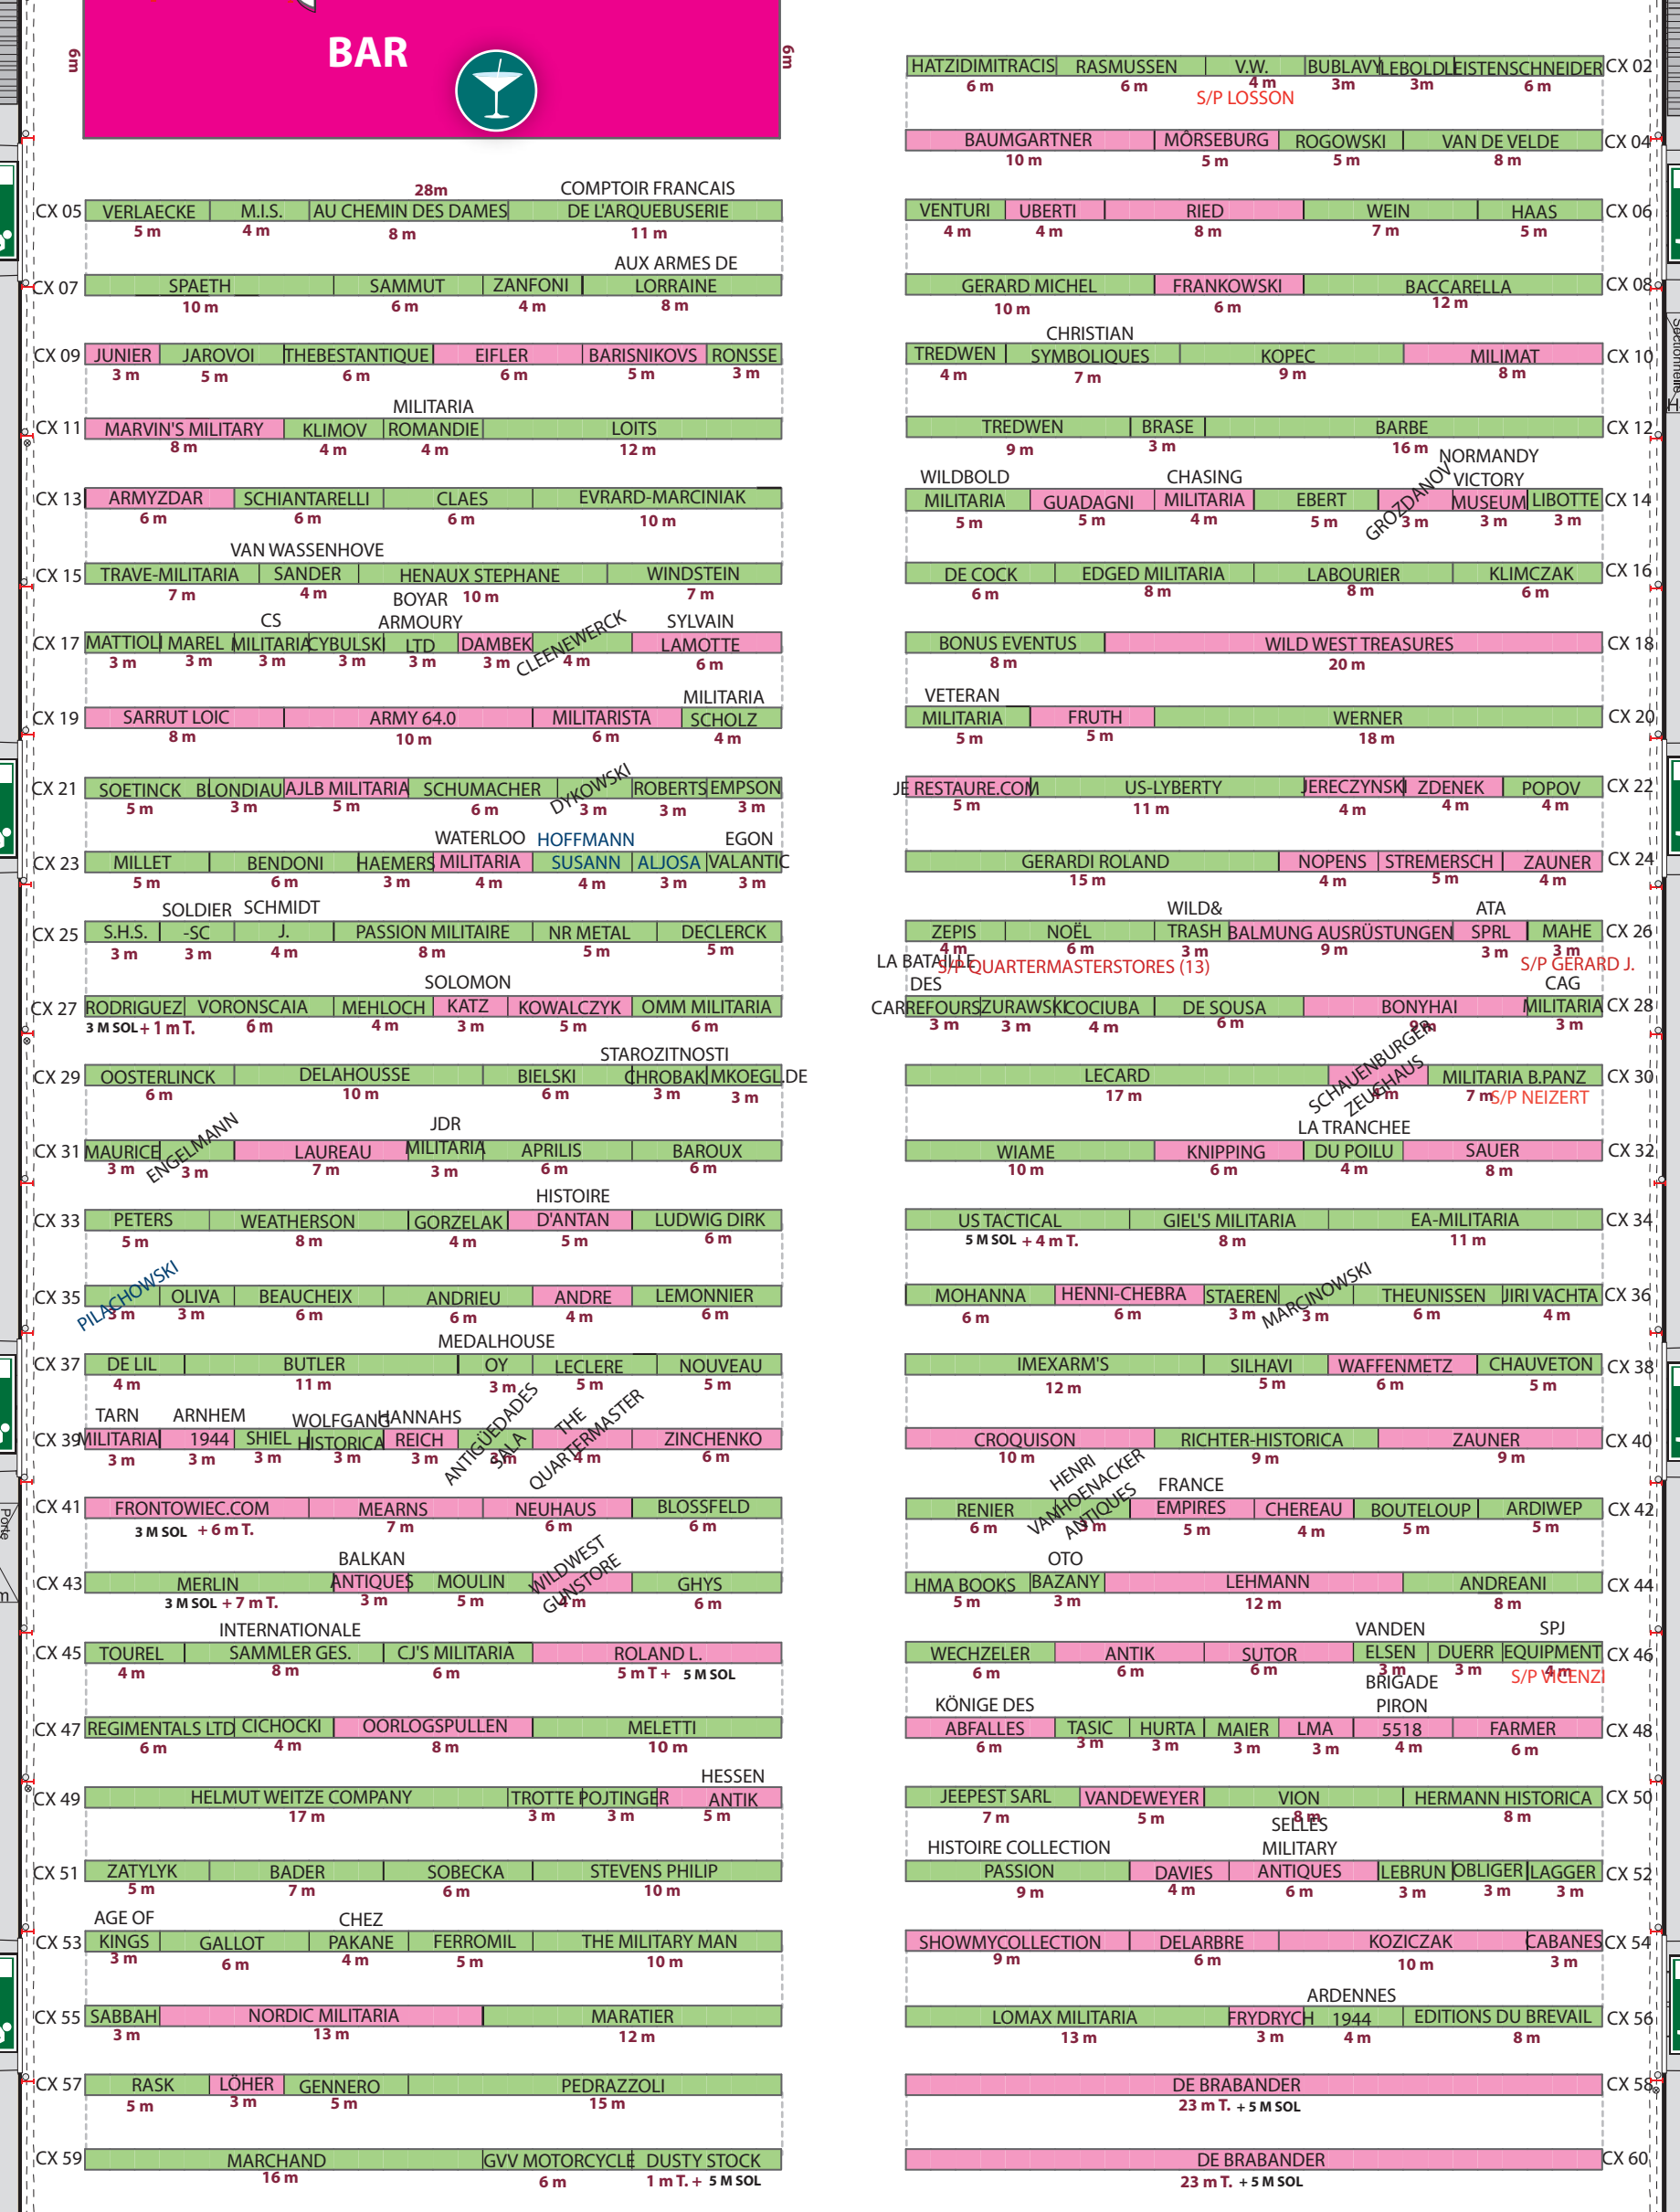 6m
BAR
6m
28m
COMPTOIR FRANCAIS
CX 05 VERLAECKE M.I.S. AU CHEMIN DES DAMES DE L'ARQUEBUSERIE
5 m 4 m 8 m 11 m
AUX ARMES DE
CX 07 SPAETH SAMMUT ZANFONI LORRAINE
10 m 6 m 4 m 8 m
CX 09 JUNIER JAROVOI THEBESTANTIQUE EIFLER BARISNIKOVS RONSSE
3 m 5 m 6 m 6 m 5 m 3 m
MILITARIA
CX 11 MARVIN'S MILITARY KLIMOV ROMANDIE LOITS
8 m 4 m 4 m 12 m
CX 13 ARMYZDAR SCHIANTARELLI CLAES EVRARD-MARCINIAK
6 m 6 m 6 m 10 m
VAN WASSENHOVE
CX 15 TRAVE-MILITARIA SANDER HENAUX STEPHANE WINDSTEIN
7 m 4 m 10 m 7 m
CS BOYAR ARMOURY SYLVAIN
CX 17 MATTIOLI MAREL MILITARIA CYBULSKI LTD DAMBEK CLEENEWERCK LAMOTTE
3 m 3 m 3 m 3 m 3 m 3 m 4 m 6 m
MILITARIA
CX 19 SARRUT LOIC ARMY 64.0 MILITARISTA SCHOLZ
8 m 10 m 6 m 4 m
CX 21 SOETINCK BLONDIAU AJLB MILITARIA SCHUMACHER DYKOWSKI ROBERTS EMPSON
5 m 3 m 5 m 6 m 3 m 3 m 3 m
WATERLOO HOFFMANN EGON
CX 23 MILLET BENDONI HAEMERS MILITARIA SUSANN ALJOSA VALANTIC
5 m 6 m 3 m 4 m 4 m 3 m 3 m
SOLDIER SCHMIDT
CX 25 S.H.S. -SC J. PASSION MILITAIRE NR METAL DECLERCK
3 m 3 m 4 m 8 m 5 m 5 m
SOLOMON
CX 27 RODRIGUEZ VORONSCAIA MEHLOCH KATZ KOWALCZYK OMM MILITARIA
3 M SOL + 1 m T. 6 m 4 m 3 m 5 m 6 m
STAROZITNOSTI
CX 29 OOSTERLINCK DELAHOUSSE BIELSKI CHROBAK MKOEGL.DE
6 m 10 m 6 m 3 m 3 m
JDR
CX 31 MAURICE ENGELMANN LAUREAU MILITARIA APRILIS BAROUX
3 m 3 m 7 m 3 m 6 m 6 m
HISTOIRE
CX 33 PETERS WEATHERSON GORZELAK D'ANTAN LUDWIG DIRK
5 m 8 m 4 m 5 m 6 m
CX 35 PILACHOWSKI OLIVA BEAUCHEIX ANDRIEU ANDRE LEMONNIER
3 m 3 m 6 m 6 m 4 m 6 m
MEDALHOUSE
CX 37 DE LIL BUTLER OY LECLERE NOUVEAU
4 m 11 m 3 m 5 m 5 m
TARN ARNHEM WOLFGANG HANNAHS
CX 39 MILITARIA 1944 SHIEL HISTORICA REICH ANTIGÜEDADES SALA THE QUARTERMASTER ZINCHENKO
3 m 3 m 3 m 3 m 3 m 3 m 4 m 6 m
CX 41 FRONTOWIEC.COM MEARNS NEUHAUS BLOSSFELD
3 M SOL + 6 m T. 7 m 6 m 6 m
BALKAN
CX 43 MERLIN ANTIQUES MOULIN WILDWEST GUNSTORE GHYS
3 M SOL + 7 m T. 3 m 5 m 4 m 6 m
INTERNATIONALE
CX 45 TOUREL SAMMLER GES. CJ'S MILITARIA ROLAND L.
4 m 8 m 6 m 5 m T + 5 M SOL
CX 47 REGIMENTALS LTD CICHOCKI OORLOGSPULLEN MELETTI
6 m 4 m 8 m 10 m
HESSEN
CX 49 HELMUT WEITZE COMPANY TROTTE POJTINGER ANTIK
17 m 3 m 3 m 5 m
CX 51 ZATYLYK BADER SOBECKA STEVENS PHILIP
5 m 7 m 6 m 10 m
AGE OF CHEZ
CX 53 KINGS GALLOT PAKANE FERROMIL THE MILITARY MAN
3 m 6 m 4 m 5 m 10 m
CX 55 SABBAH NORDIC MILITARIA MARATIER
3 m 13 m 12 m
CX 57 RASK LÖHER GENNERO PEDRAZZOLI
5 m 3 m 5 m 15 m
CX 59 MARCHAND GVV MOTORCYCLE DUSTY STOCK
16 m 6 m 1 m T. + 5 M SOL
HATZIDIMITRACIS RASMUSSEN V.W. BUBLAVY LEBOLD LEISTENSCHNEIDER CX 02
6 m 6 m 4 m 3m 3m 6 m
S/P LOSSON
BAUMGARTNER MÖRSEBURG ROGOWSKI VAN DE VELDE CX 04
10 m 5 m 5 m 8 m
VENTURI UBERTI RIED WEIN HAAS CX 06
4 m 4 m 8 m 7 m 5 m
GERARD MICHEL FRANKOWSKI BACCARELLA CX 08
10 m 6 m 12 m
CHRISTIAN
TREDWEN SYMBOLIQUES KOPEC MILIMAT CX 10
4 m 7 m 9 m 8 m
TREDWEN BRASE BARBE CX 12
9 m 3 m 16 m
WILDBOLD CHASING NORMANDY VICTORY
MILITARIA GUADAGNI MILITARIA EBERT GROZDANOV MUSEUM LIBOTTE CX 14
5 m 5 m 4 m 5 m 3 m 3 m 3 m
DE COCK EDGED MILITARIA LABOURIER KLIMCZAK CX 16
6 m 8 m 8 m 6 m
BONUS EVENTUS WILD WEST TREASURES CX 18
8 m 20 m
VETERAN
MILITARIA FRUTH WERNER CX 20
5 m 5 m 18 m
JE RESTAURE.COM US-LYBERTY JERECZYNSKI ZDENEK POPOV CX 22
5 m 11 m 4 m 4 m 4 m
GERARDI ROLAND NOPENS STREMERSCH ZAUNER CX 24
15 m 4 m 5 m 4 m
WILD& ATA
ZEPIS NOËL TRASH BALMUNG AUSRÜSTUNGEN SPRL MAHE CX 26
4 m 6 m 3 m 9 m 3 m 3 m
S/P QUARTERMASTERSTORES (13) S/P GERARD J.
LA BATAILLE DES CAG
CARREFOURS ZURAWSKI COCIUBA DE SOUSA BONYHAI MILITARIA CX 28
3 m 3 m 4 m 6 m 9 m 3 m
LECARD SCHAUENBURGER ZEUGHAUS MILITARIA B.PANZ CX 30
17 m 4 m 7 m S/P NEIZERT
LA TRANCHEE
WIAME KNIPPING DU POILU SAUER CX 32
10 m 6 m 4 m 8 m
US TACTICAL GIEL'S MILITARIA EA-MILITARIA CX 34
5 M SOL + 4 m T. 8 m 11 m
MOHANNA HENNI-CHEBRA STAEREN MARCINOWSKI THEUNISSEN JIRI VACHTA CX 36
6 m 6 m 3 m 3 m 6 m 4 m
IMEXARM'S SILHAVI WAFFENMETZ CHAUVETON CX 38
12 m 5 m 6 m 5 m
CROQUISON RICHTER-HISTORICA ZAUNER CX 40
10 m 9 m 9 m
FRANCE
RENIER HENRI VANHOENACKER ANTIQUES EMPIRES CHEREAU BOUTELOUP ARDIWEP CX 42
6 m 3 m 5 m 4 m 5 m 5 m
OTO
HMA BOOKS BAZANY LEHMANN ANDREANI CX 44
5 m 3 m 12 m 8 m
VANDEN SPJ
WECHZELER ANTIK SUTOR ELSEN DUERR EQUIPMENT CX 46
6 m 6 m 6 m 3 m 3 m 4 m
S/P VICENZI
KÖNIGE DES BRIGADE PIRON
ABFALLES TASIC HURTA MAIER LMA 5518 FARMER CX 48
6 m 3 m 3 m 3 m 3 m 4 m 6 m
JEEPEST SARL VANDEWEYER VION HERMANN HISTORICA CX 50
7 m 5 m 8 m 8 m
HISTOIRE COLLECTION SELLES MILITARY
PASSION DAVIES ANTIQUES LEBRUN OBLIGER LAGGER CX 52
9 m 4 m 6 m 3 m 3 m 3 m
SHOWMYCOLLECTION DELARBRE KOZICZAK CABANES CX 54
9 m 6 m 10 m 3 m
ARDENNES
LOMAX MILITARIA FRYDRYCH 1944 EDITIONS DU BREVAIL CX 56
13 m 3 m 4 m 8 m
DE BRABANDER CX 58
23 m T. + 5 M SOL
DE BRABANDER CX 60
23 m T. + 5 M SOL
Porte